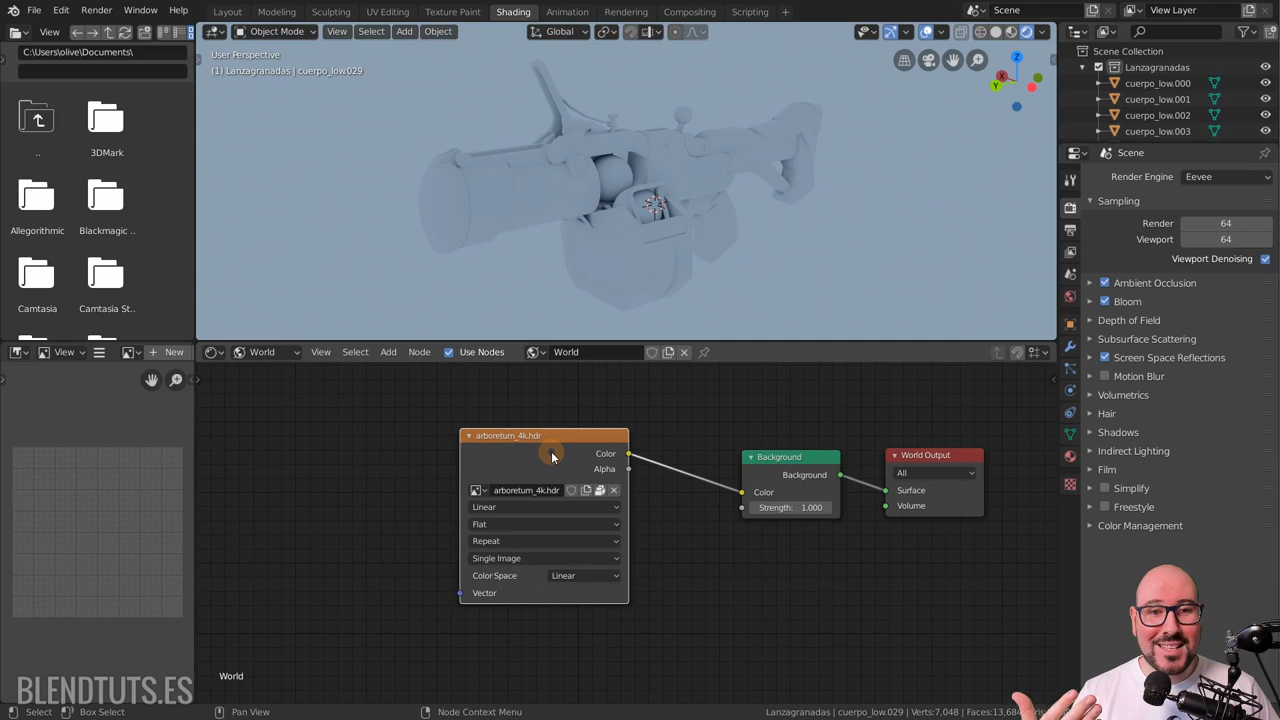 File Edit Render Window Help Layout Modeling Sculpting UV Editing Texture Paint Shading Animation Rendering Compositing Scripting + Scene View Layer
View Object Mode View Select Add Object Global
C:\Users\olive\Documents\
User Perspective
(1) Lanzagranadas | cuerpo_low.029
..
3DMark
Allegorithmic
Blackmagic ...
Camtasia
Camtasia St..
X
Y
Z
Scene Collection
Lanzagranadas
cuerpo_low.000
cuerpo_low.001
cuerpo_low.002
cuerpo_low.003
Scene
Render Engine Eevee
Sampling
Render 64
Viewport 64
Viewport Denoising
Ambient Occlusion
Bloom
Depth of Field
Subsurface Scattering
Screen Space Reflections
Motion Blur
Volumetrics
Hair
Shadows
Indirect Lighting
Film
Simplify
Freestyle
Color Management
View + New
World View Select Add Node Use Nodes World
arboretum_4k.hdr
Color
Alpha
arboretum_4k.hdr
Linear
Flat
Repeat
Single Image
Color Space Linear
Vector
Background
Background
Color
Strength: 1.000
World Output
All
Surface
Volume
World
BLENDTUTS.ES
Select Box Select Pan View Node Context Menu Lanzagranadas | cuerpo_low.029 | Verts:7,048 | Faces:13,684